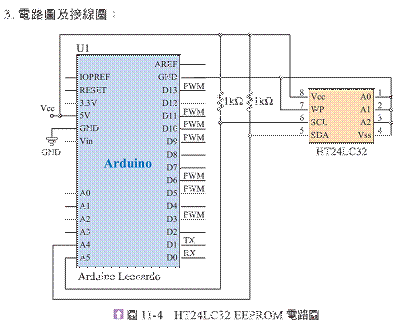 3. 電路圖及接線圖：
U1
AREF
IOPREF
GND
RESET
D13
PWM
3.3V
D12
Vcc
5V
D11
PWM
GND
D10
PWM
GND
Vin
D9
PWM
D8
Arduino
D7
D6
PWM
A0
D5
PWM
A1
D4
A2
D3
PWM
A3
D2
A4
D1
TX
A5
D0
RX
Arduino Leonardo
1kΩ
1kΩ
8
Vcc
A0
1
7
WP
A1
2
6
SCL
A2
3
5
SDA
Vss
4
HT24LC32
圖 11-4 HT24LC32 EEPROM 電路圖